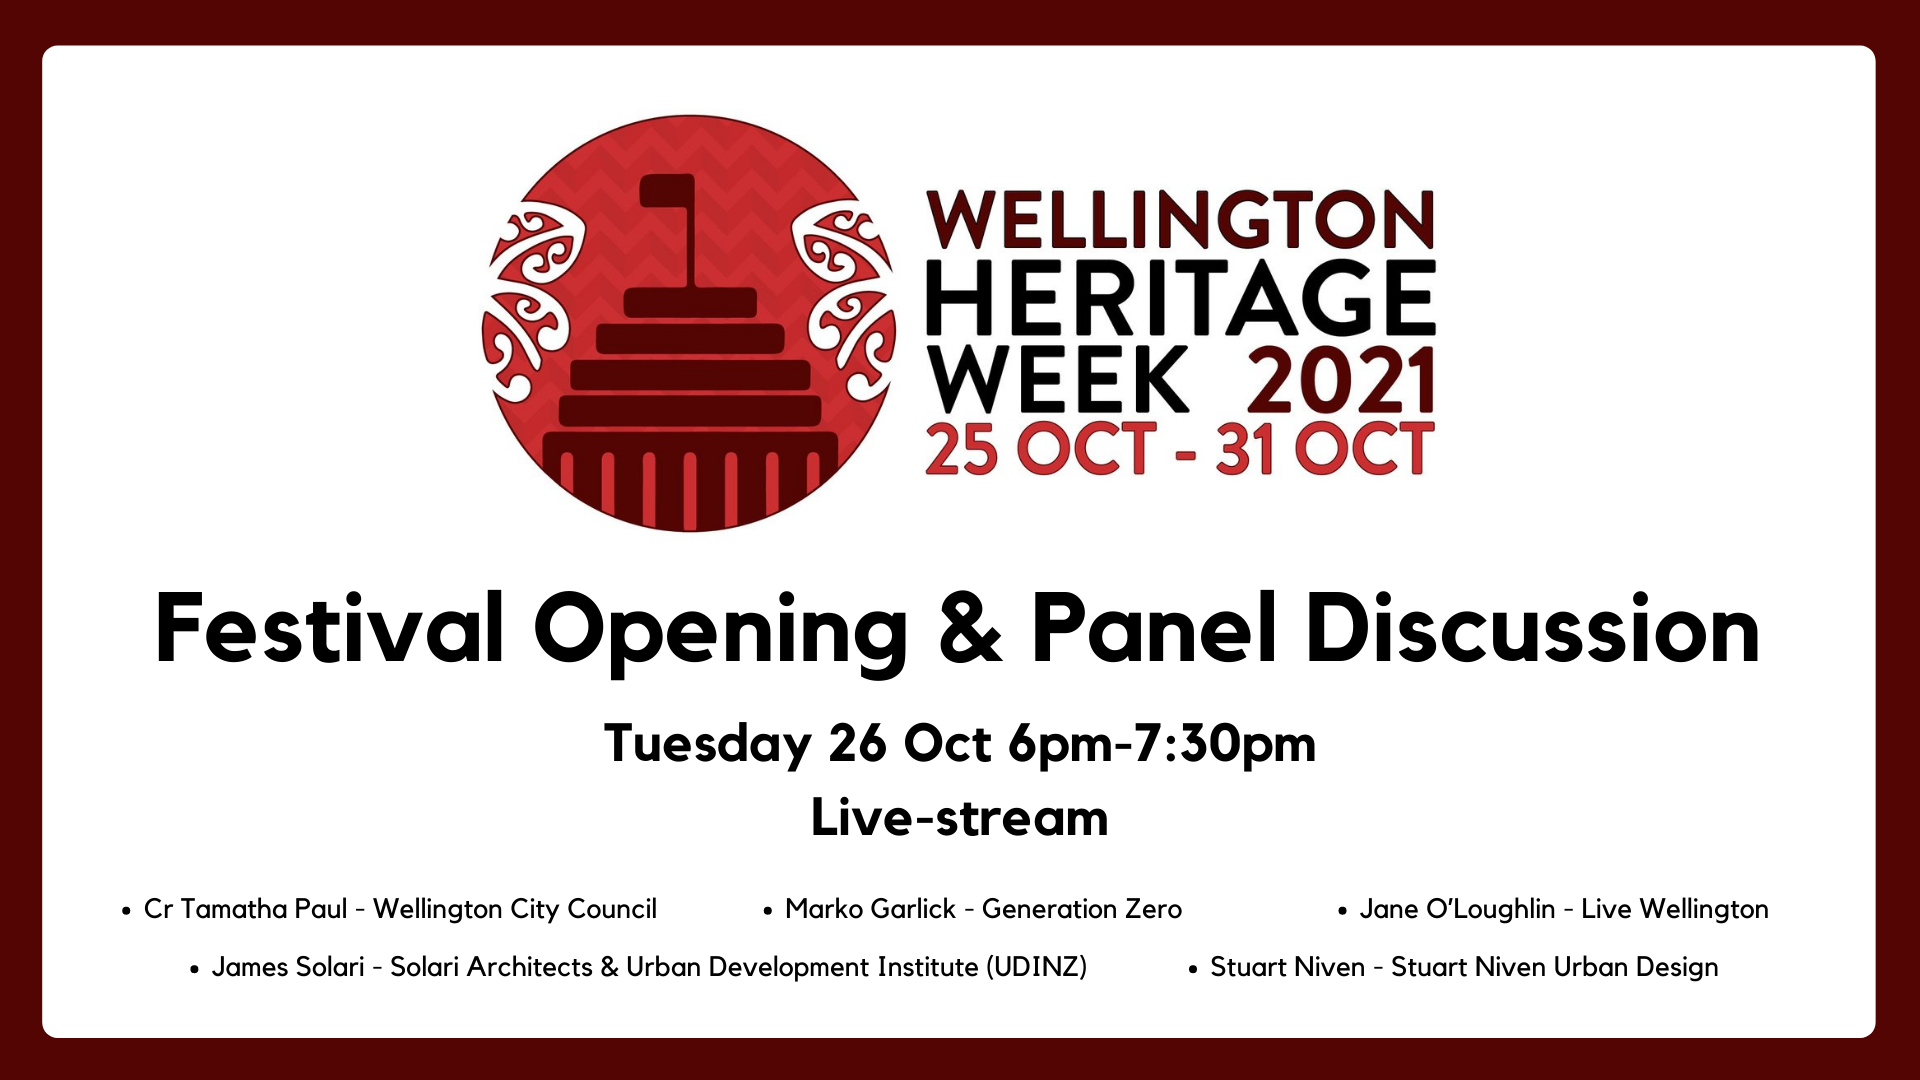 WELLINGTON
HERITAGE
WEEK 2021
25 OCT - 31 OCT
Festival Opening & Panel Discussion
Tuesday 26 Oct 6pm-7:30pm
Live-stream
• Cr Tamatha Paul - Wellington City Council • Marko Garlick - Generation Zero • Jane O’Loughlin - Live Wellington
• James Solari - Solari Architects & Urban Development Institute (UDINZ) • Stuart Niven - Stuart Niven Urban Design